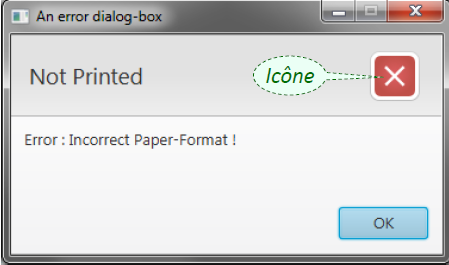 An error dialog-box
Not Printed
Icône
Error : Incorrect Paper-Format !
OK